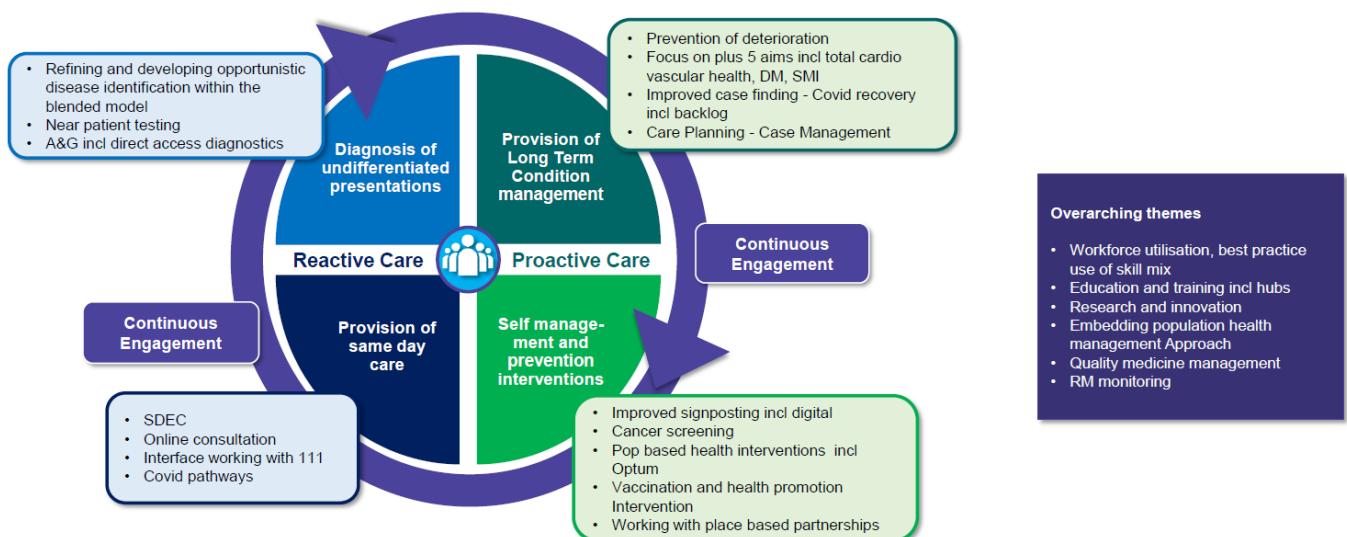 • Refining and developing opportunistic
disease identification within the
blended model
• Near patient testing
• A&G incl direct access diagnostics
• Prevention of deterioration
• Focus on plus 5 aims incl total cardio
vascular health, DM, SMI
• Improved case finding - Covid recovery
incl backlog
• Care Planning - Case Management
Diagnosis of
undifferentiated
presentations
Provision of
Long Term
Condition
management
Reactive Care
Proactive Care
Continuous
Engagement
Continuous
Engagement
Provision of
same day
care
Self manage-
ment and
prevention
interventions
• SDEC
• Online consultation
• Interface working with 111
• Covid pathways
• Improved signposting incl digital
• Cancer screening
• Pop based health interventions incl
Optum
• Vaccination and health promotion
Intervention
• Working with place based partnerships
Overarching themes
• Workforce utilisation, best practice
use of skill mix
• Education and training incl hubs
• Research and innovation
• Embedding population health
management Approach
• Quality medicine management
• RM monitoring